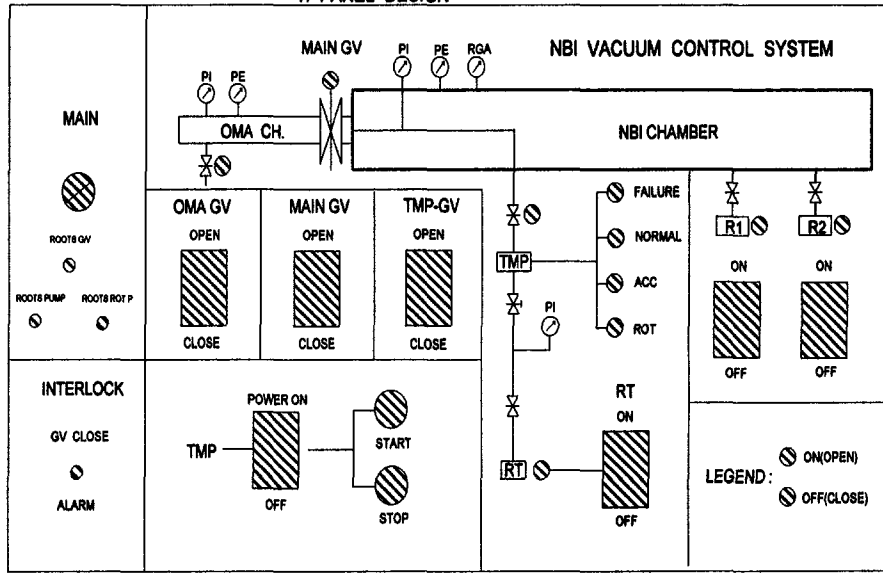 MAIN GV
PI
PE
RGA
NBI VACUUM CONTROL SYSTEM
PI
PE
MAIN
OMA CH.
NBI CHAMBER
ROOTS GV
ROOTS PUMP
ROOTS ROT P
OMA GV
OPEN
CLOSE
MAIN GV
OPEN
CLOSE
TMP-GV
OPEN
CLOSE
TMP
FAILURE
NORMAL
ACC
ROT
PI
R1
ON
OFF
R2
ON
OFF
INTERLOCK
GV CLOSE
ALARM
TMP
POWER ON
OFF
START
STOP
RT
RT
ON
OFF
LEGEND :
ON(OPEN)
OFF(CLOSE)